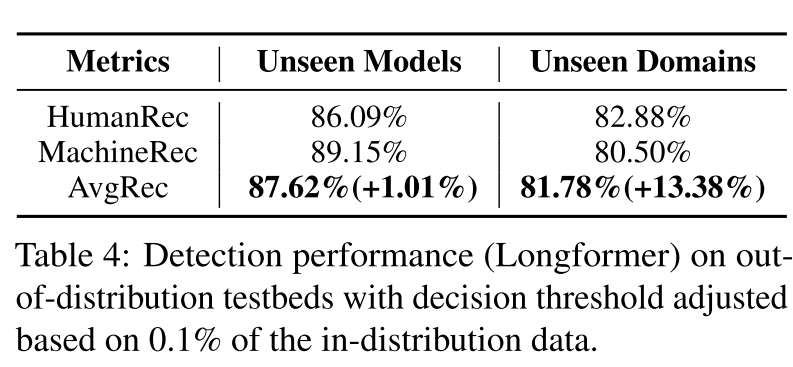 Metrics Unseen Models Unseen Domains
HumanRec 86.09% 82.88%
MachineRec 89.15% 80.50%
AvgRec 87.62%(+1.01%) 81.78%(+13.38%)
Table 4: Detection performance (Longformer) on out-
of-distribution testbeds with decision threshold adjusted
based on 0.1% of the in-distribution data.